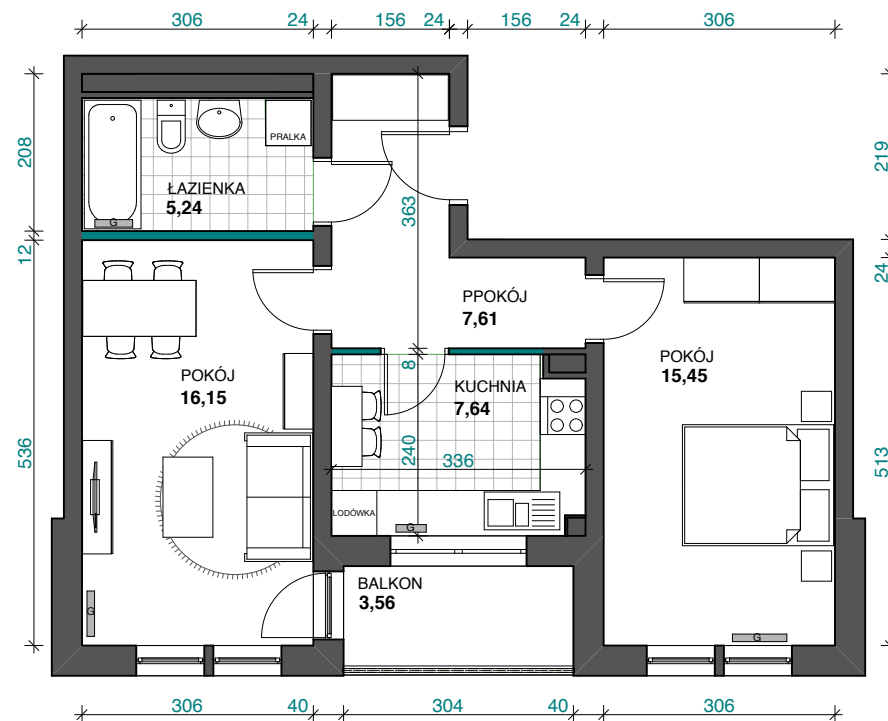 306 24 156 24 156 24 306
208
219
PRALKA
ŁAZIENKA
5,24
G
363
12
24
PPOKÓJ
7,61
POKÓJ
15,45
POKÓJ
16,15
8
KUCHNIA
7,64
536
240
336
513
LODÓWKA
G
BALKON
3,56
G
G
306 40 304 40 306